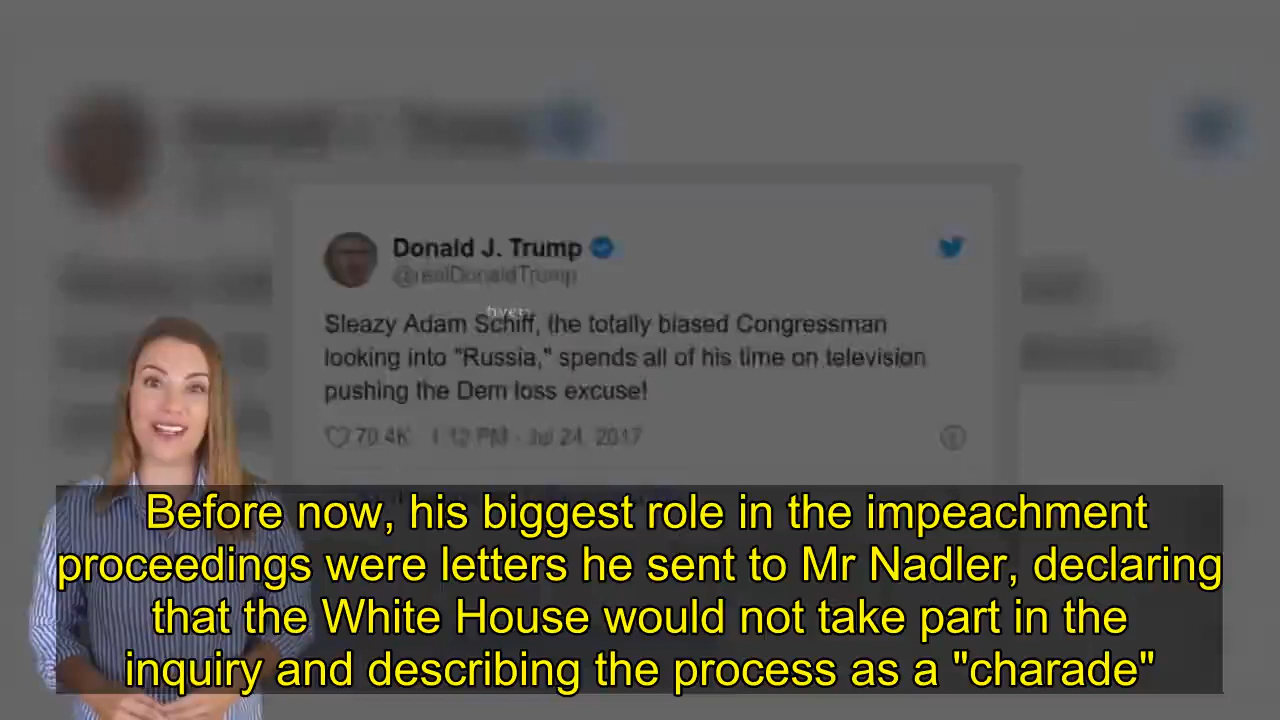 Donald J. Trump
@realDonaldTrump
Sleazy Adam Schiff, the totally biased Congressman
looking into "Russia," spends all of his time on television
pushing the Dem loss excuse!
70.4K 1:12 PM - Jul 24, 2017
Before now, his biggest role in the impeachment
proceedings were letters he sent to Mr Nadler, declaring
that the White House would not take part in the
inquiry and describing the process as a "charade"